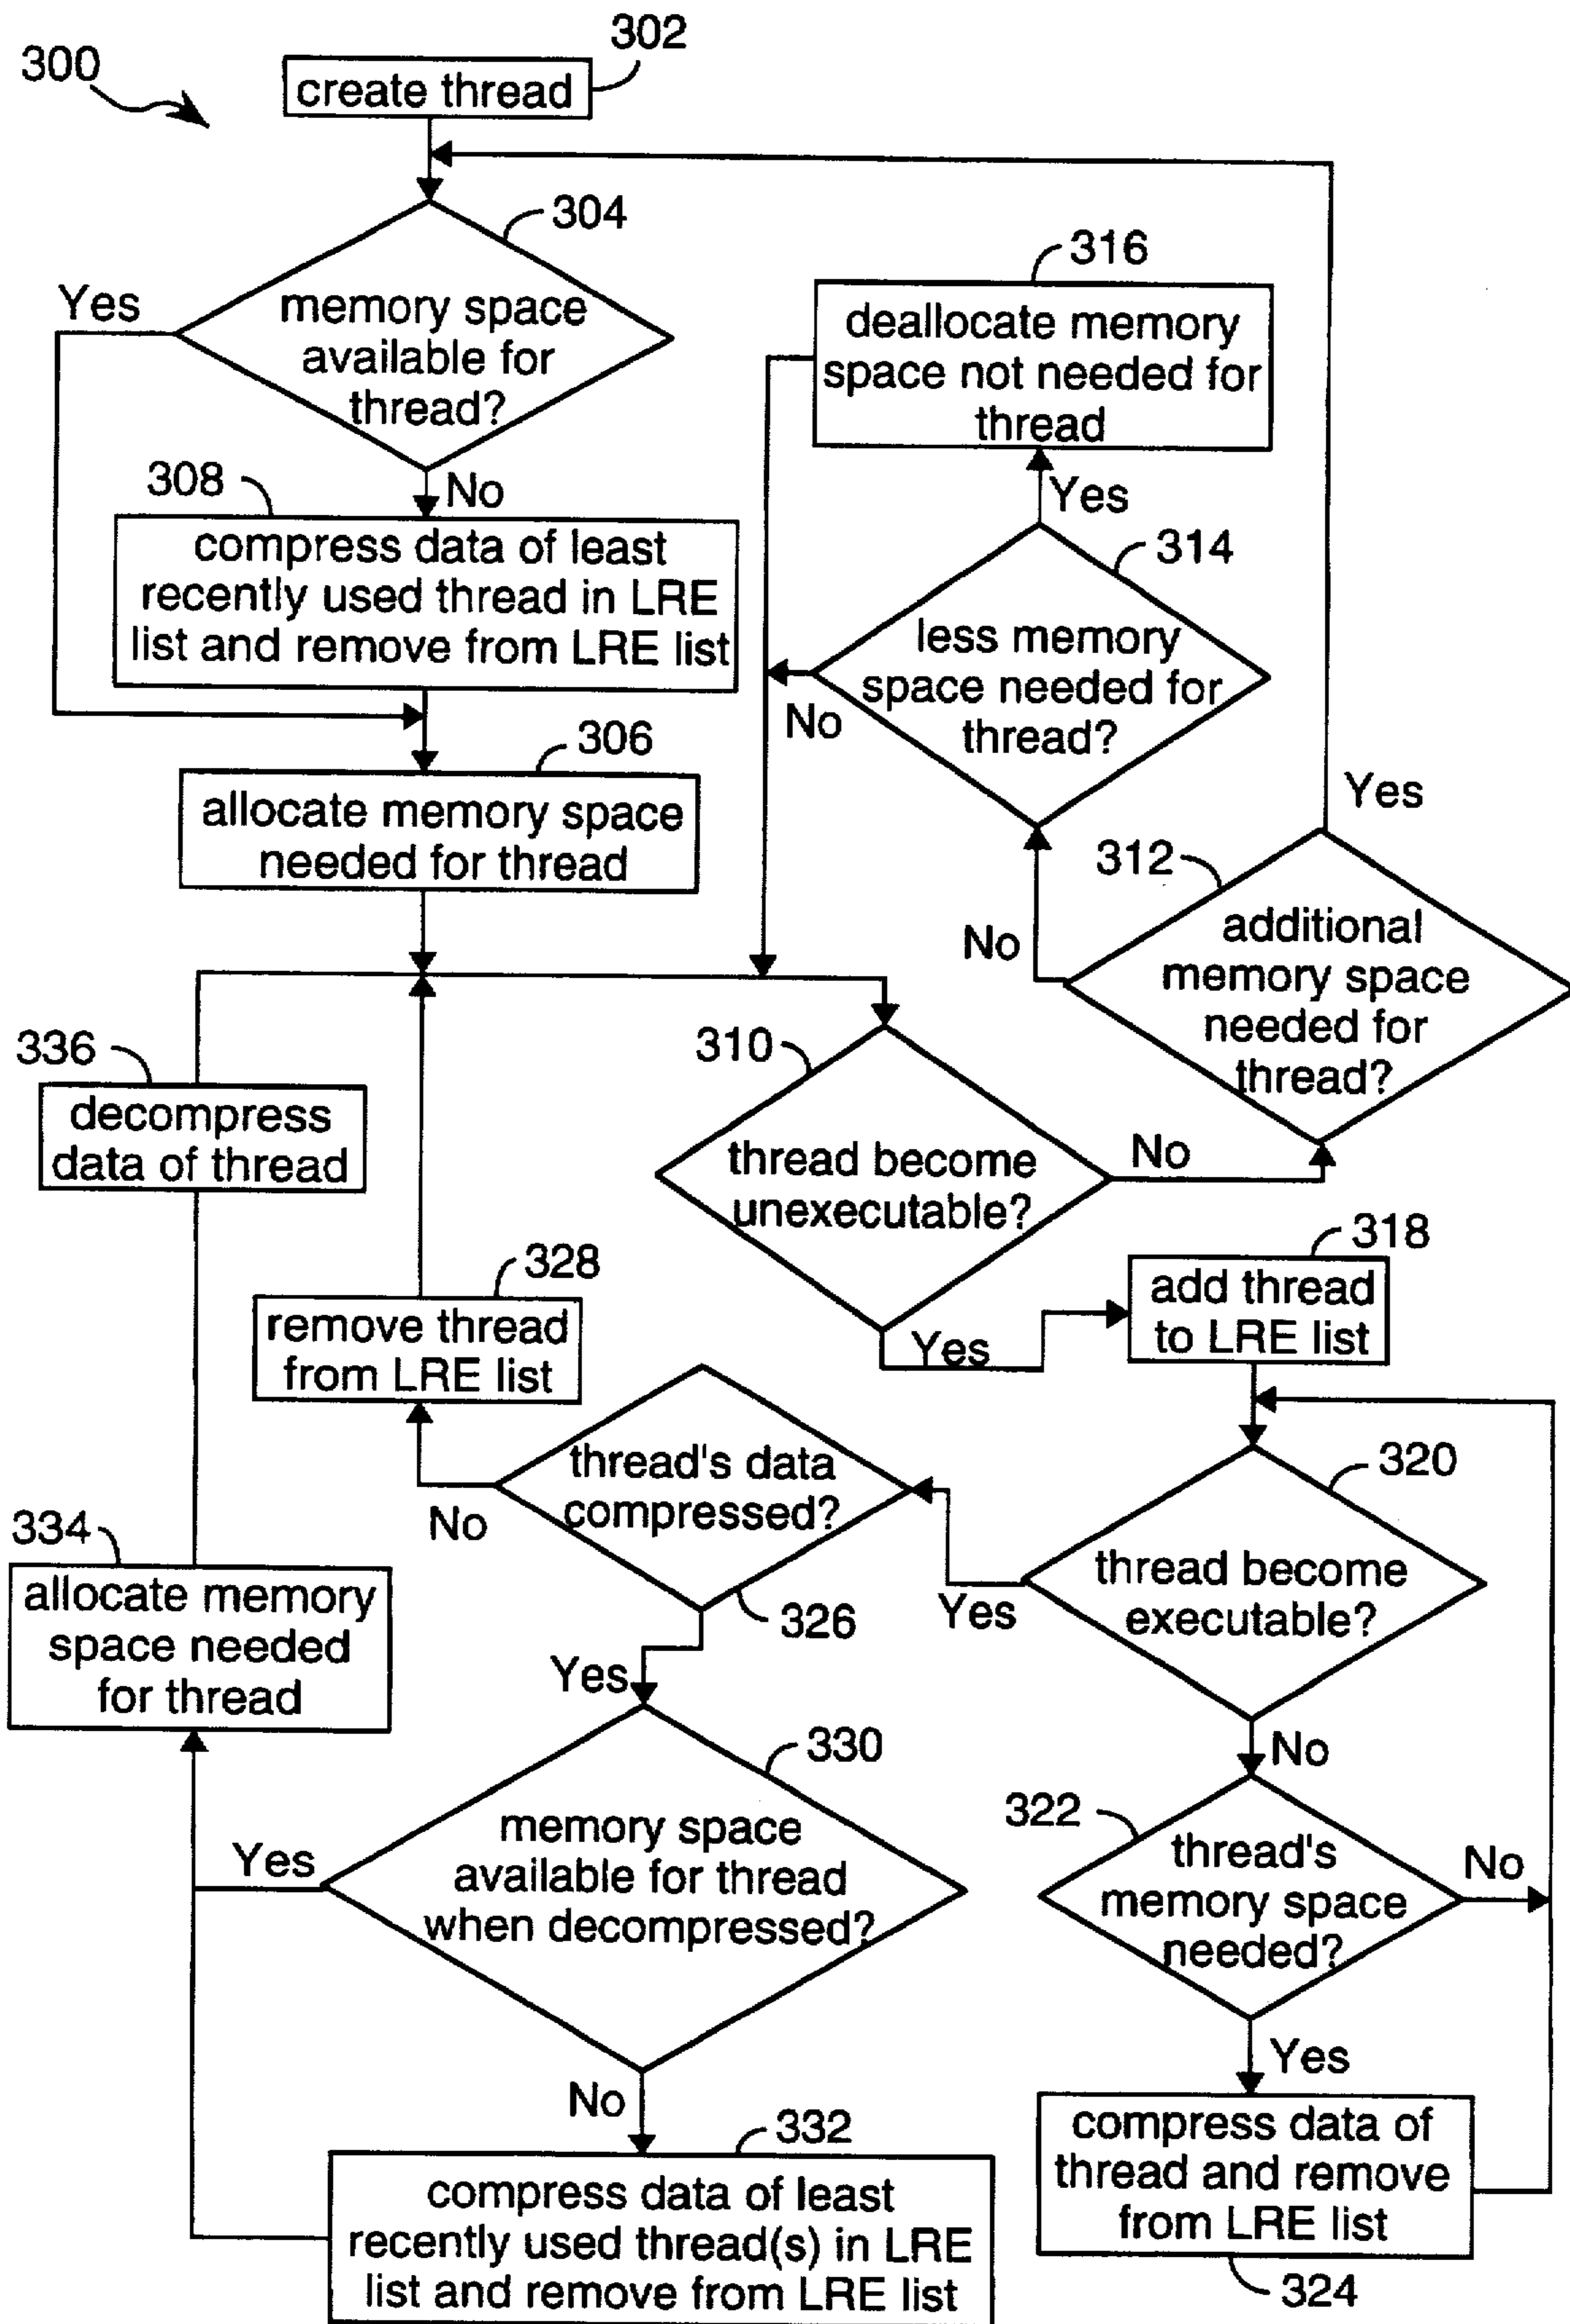 300
302
create thread
304
Yes
memory space
available for
thread?
No
308
compress data of least
recently used thread in LRE
list and remove from LRE list
306
allocate memory space
needed for thread
316
deallocate memory
space not needed for
thread
Yes
314
less memory
space needed for
thread?
No
Yes
312
additional
memory space
needed for
thread?
No
310
thread become
unexecutable?
No
Yes
336
decompress
data of thread
328
remove thread
from LRE list
318
add thread
to LRE list
320
thread become
executable?
Yes
No
thread's data
compressed?
326
No
Yes
334
allocate memory
space needed
for thread
330
memory space
available for thread
when decompressed?
Yes
No
322
thread's
memory space
needed?
No
Yes
332
compress data of least
recently used thread(s) in LRE
list and remove from LRE list
compress data of
thread and remove
from LRE list
324